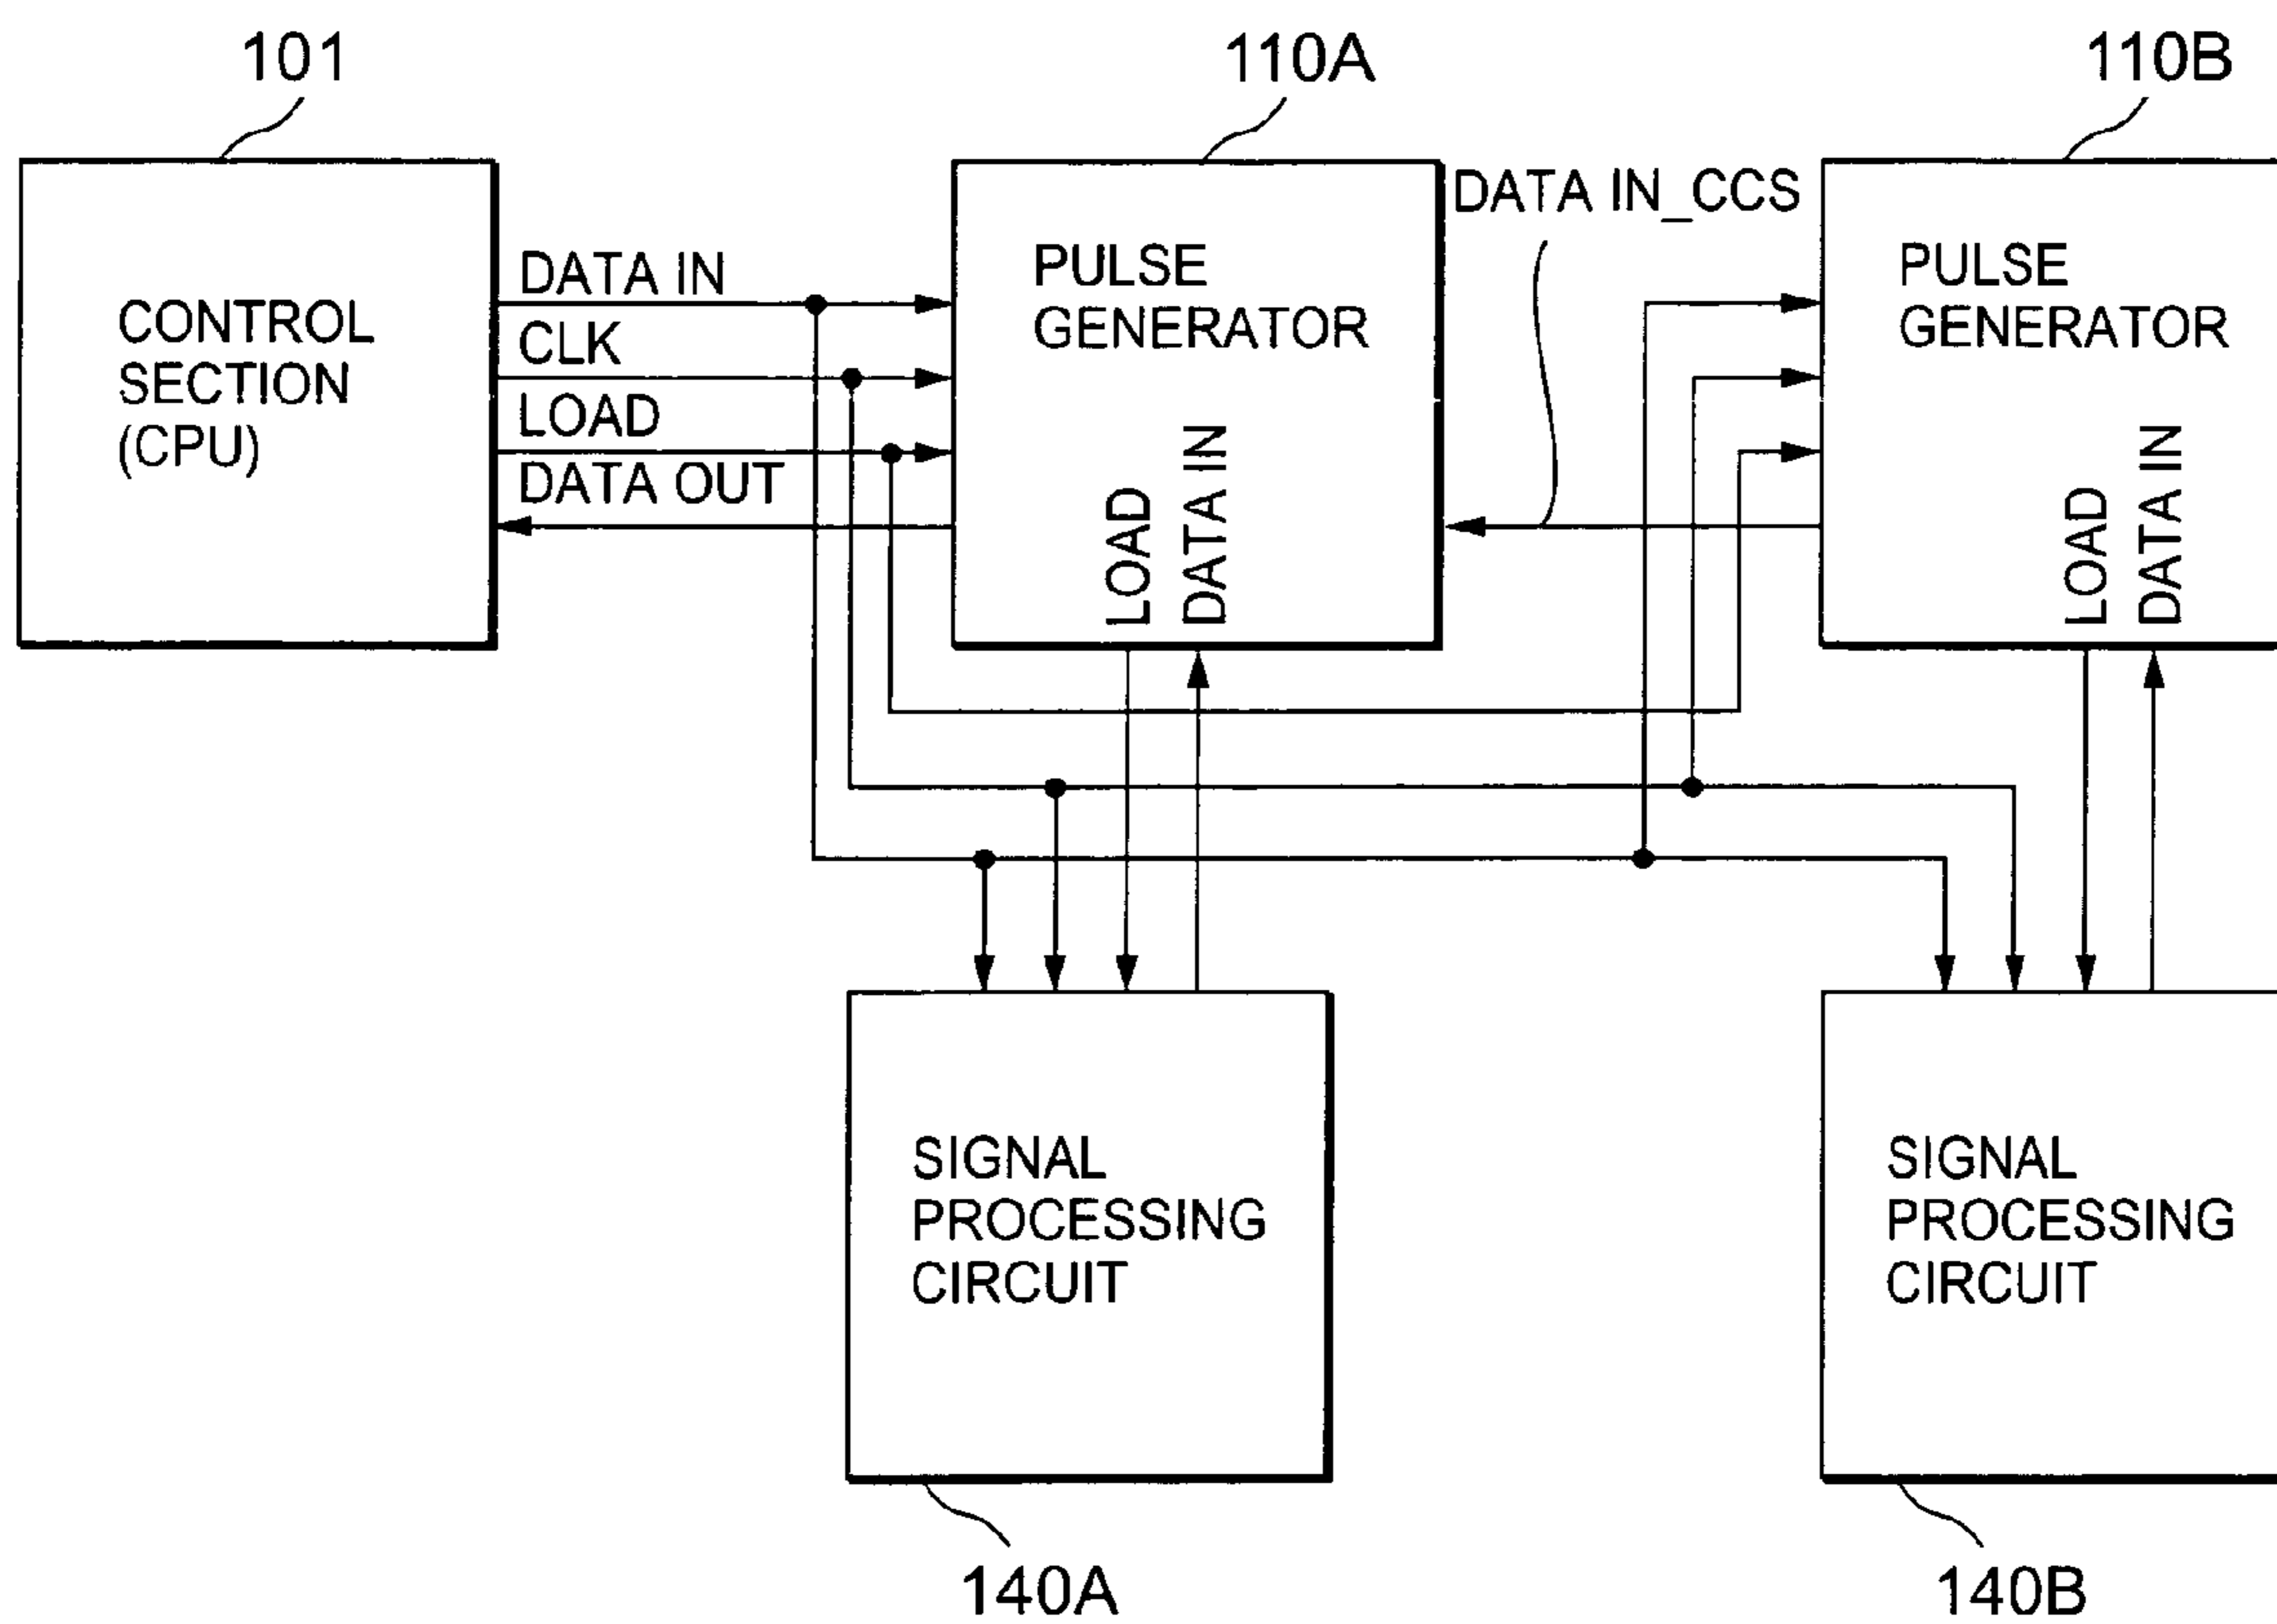 101
110A
110B
CONTROL
SECTION
(CPU)
DATA IN
CLK
LOAD
DATA OUT
PULSE
GENERATOR
LOAD
DATA IN
DATA IN_CCS
PULSE
GENERATOR
LOAD
DATA IN
SIGNAL
PROCESSING
CIRCUIT
SIGNAL
PROCESSING
CIRCUIT
140A
140B